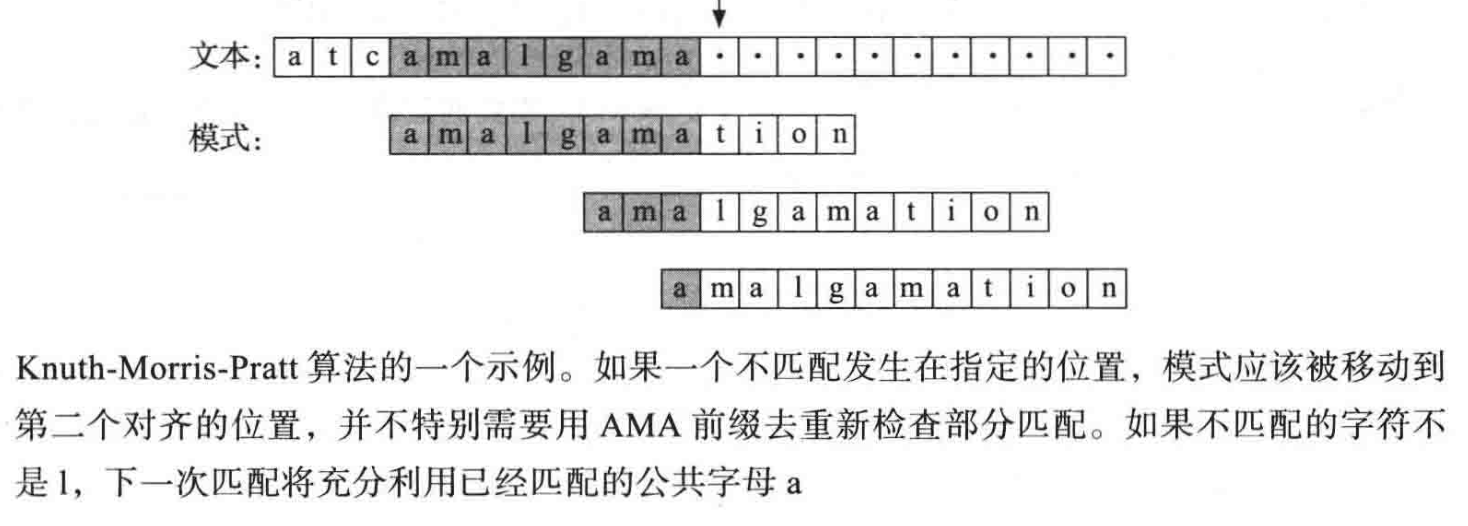 文本: a t c a m a l g a m a · · · · · · · · · · ·
模式: a m a l g a m a t i o n
a m a l g a m a t i o n
a m a l g a m a t i o n
Knuth-Morris-Pratt 算法的一个示例。如果一个不匹配发生在指定的位置，模式应该被移动到
第二个对齐的位置，并不特别需要用 AMA 前缀去重新检查部分匹配。如果不匹配的字符不
是 l，下一次匹配将充分利用已经匹配的公共字母 a